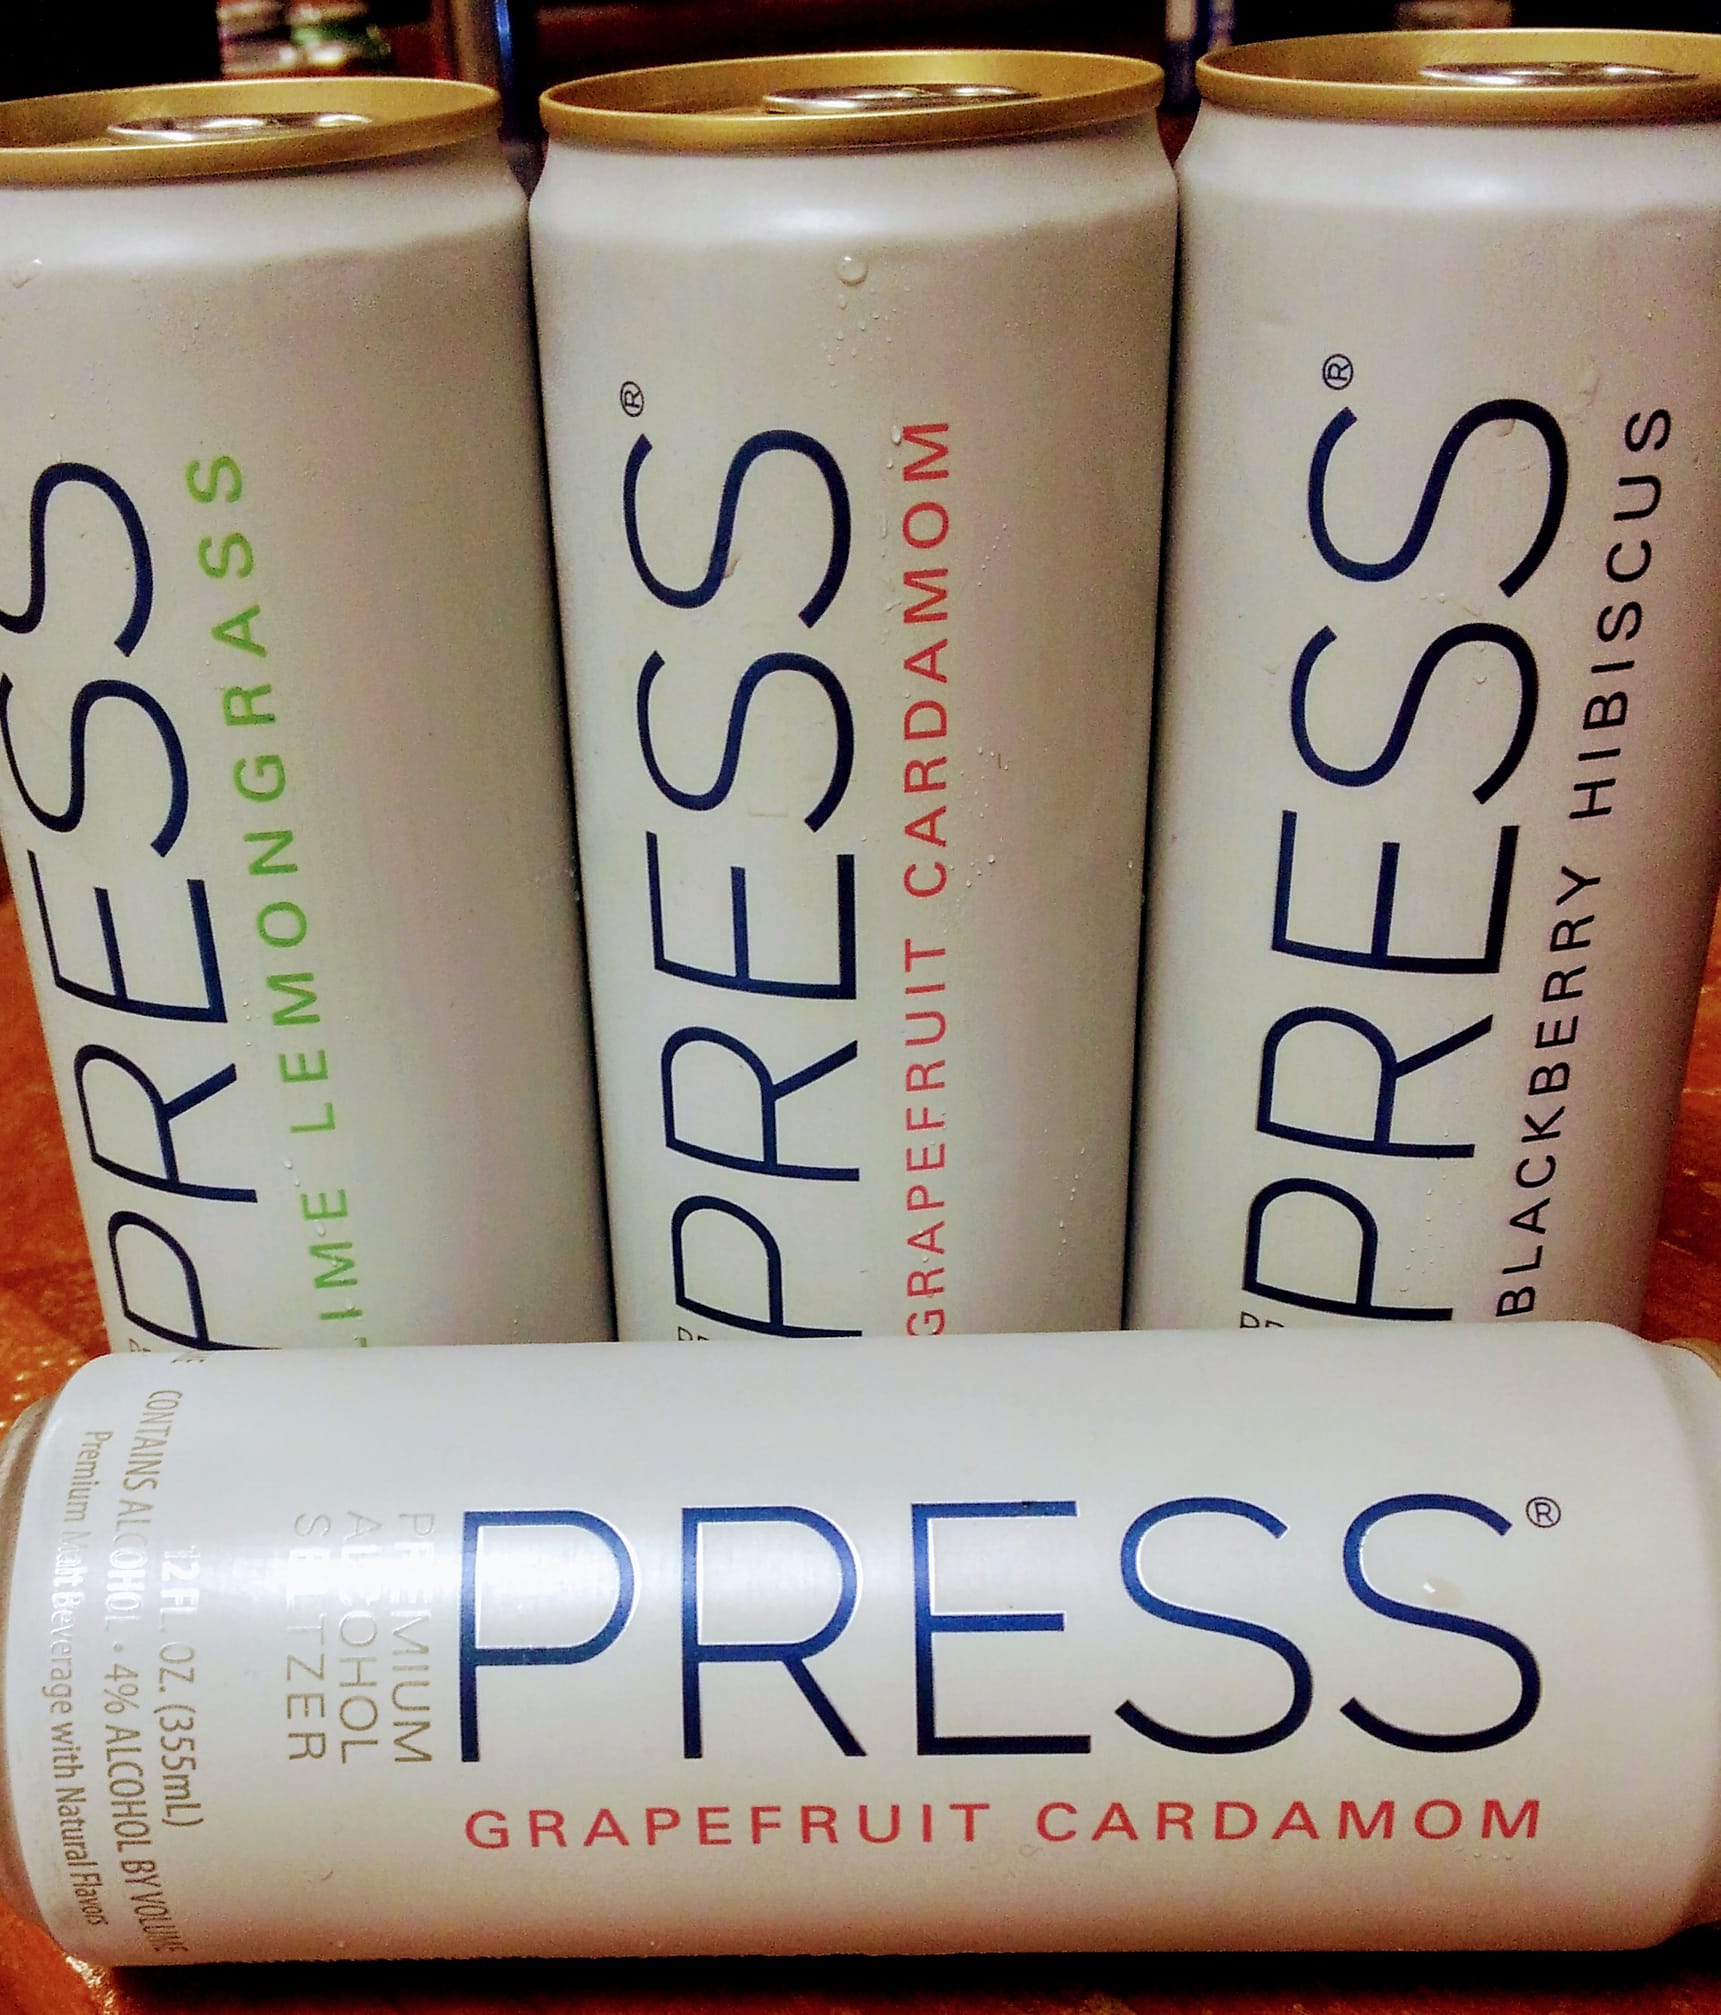 PRESS
LIME LEMONGRASS
PRESS®
GRAPEFRUIT CARDAMOM
PRESS®
BLACKBERRY HIBISCUS
PRESS®
GRAPEFRUIT CARDAMOM
PREMIUM
ALCOHOL
SELTZER
12 FL. OZ. (355mL)
CONTAINS ALCOHOL • 4% ALCOHOL BY VOLUME
Premium Malt Beverage with Natural Flavors